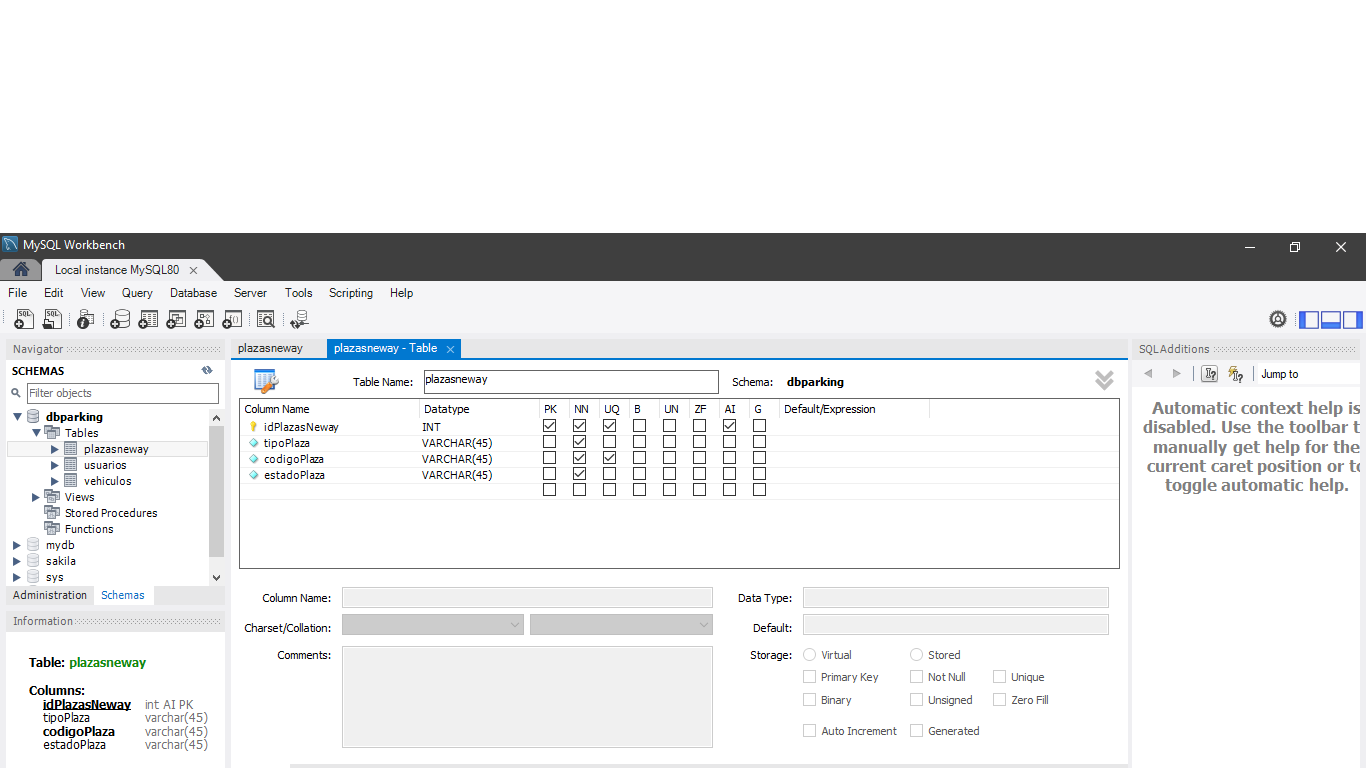 MySQL Workbench
Local instance MySQL80
File Edit View Query Database Server Tools Scripting Help
Navigator
SCHEMAS
Filter objects
dbparking
Tables
plazasneway
usuarios
vehiculos
Views
Stored Procedures
Functions
mydb
sakila
sys
Administration Schemas
Information
Table: plazasneway
Columns:
idPlazasNeway int AI PK
tipoPlaza varchar(45)
codigoPlaza varchar(45)
estadoPlaza varchar(45)
plazasneway plazasneway - Table
Table Name: plazasneway Schema: dbparking
Column Name Datatype PK NN UQ B UN ZF AI G Default/Expression
idPlazasNeway INT
tipoPlaza VARCHAR(45)
codigoPlaza VARCHAR(45)
estadoPlaza VARCHAR(45)
Column Name: Data Type:
Charset/Collation: Default:
Comments: Storage: Virtual Stored
Primary Key Not Null Unique
Binary Unsigned Zero Fill
Auto Increment Generated
SQLAdditions
Jump to
Automatic context help is
disabled. Use the toolbar t
manually get help for the
current caret position or to
toggle automatic help.